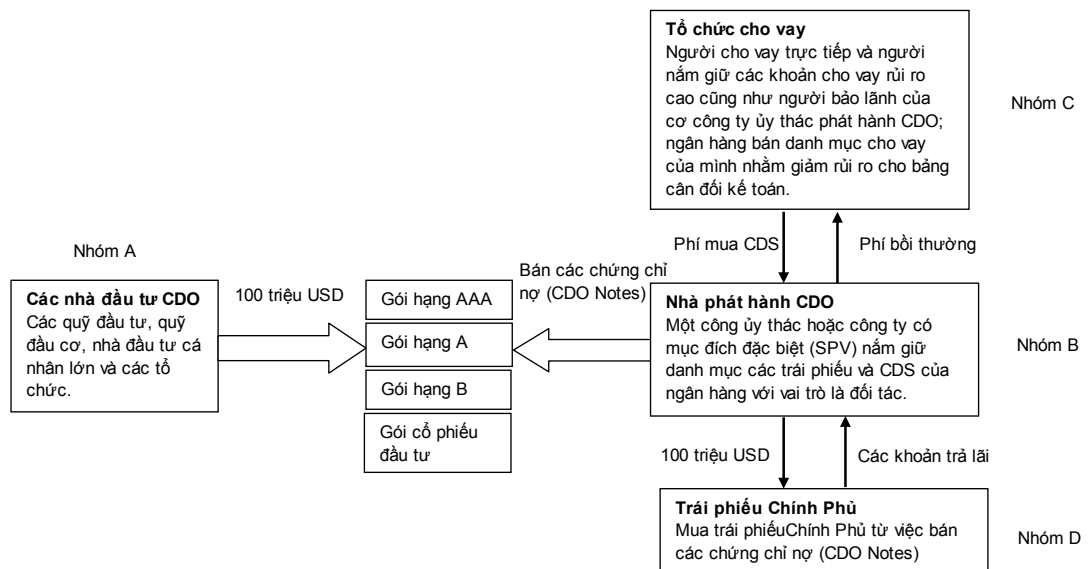 Tổ chức cho vay
Người cho vay trực tiếp và người
nắm giữ các khoản cho vay rủi ro
cao cũng như người bảo lãnh của
cơ công ty ủy thác phát hành CDO;
ngân hàng bán danh mục cho vay
của mình nhằm giảm rủi ro cho bảng
cân đối kế toán.
Nhóm C
Phí mua CDS
Phí bồi thường
Nhóm A
Các nhà đầu tư CDO
Các quỹ đầu tư, quỹ
đầu cơ, nhà đầu tư cá
nhân lớn và các tổ
chức.
100 triệu USD
Gói hạng AAA
Gói hạng A
Gói hạng B
Gói cổ phiếu
đầu tư
Bán các chứng chỉ
nợ (CDO Notes)
Nhà phát hành CDO
Một công ủy thác hoặc công ty có
mục đích đặc biệt (SPV) nắm giữ
danh mục các trái phiếu và CDS của
ngân hàng với vai trò là đối tác.
Nhóm B
100 triệu USD
Các khoản trả lãi
Trái phiếu Chính Phủ
Mua trái phiếuChính Phủ từ việc bán
các chứng chỉ nợ (CDO Notes)
Nhóm D